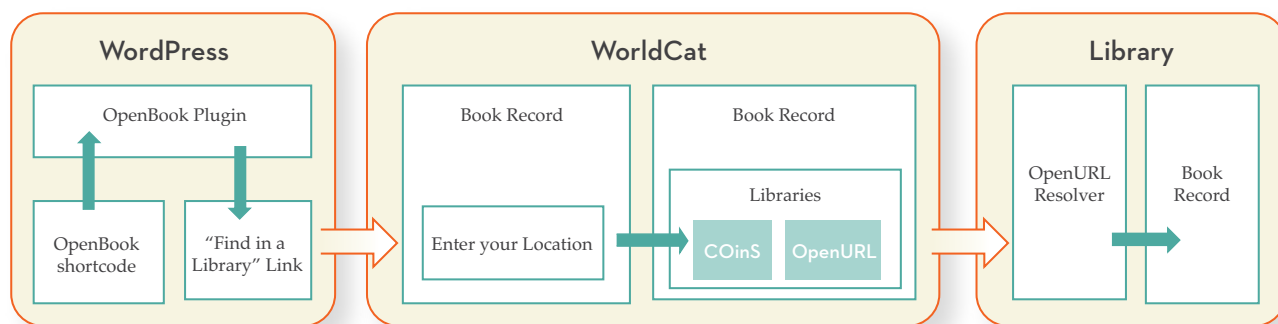 WordPress
OpenBook Plugin
OpenBook
shortcode
“Find in a
Library” Link
WorldCat
Book Record
Enter your Location
Book Record
Libraries
COinS
OpenURL
Library
OpenURL
Resolver
Book
Record